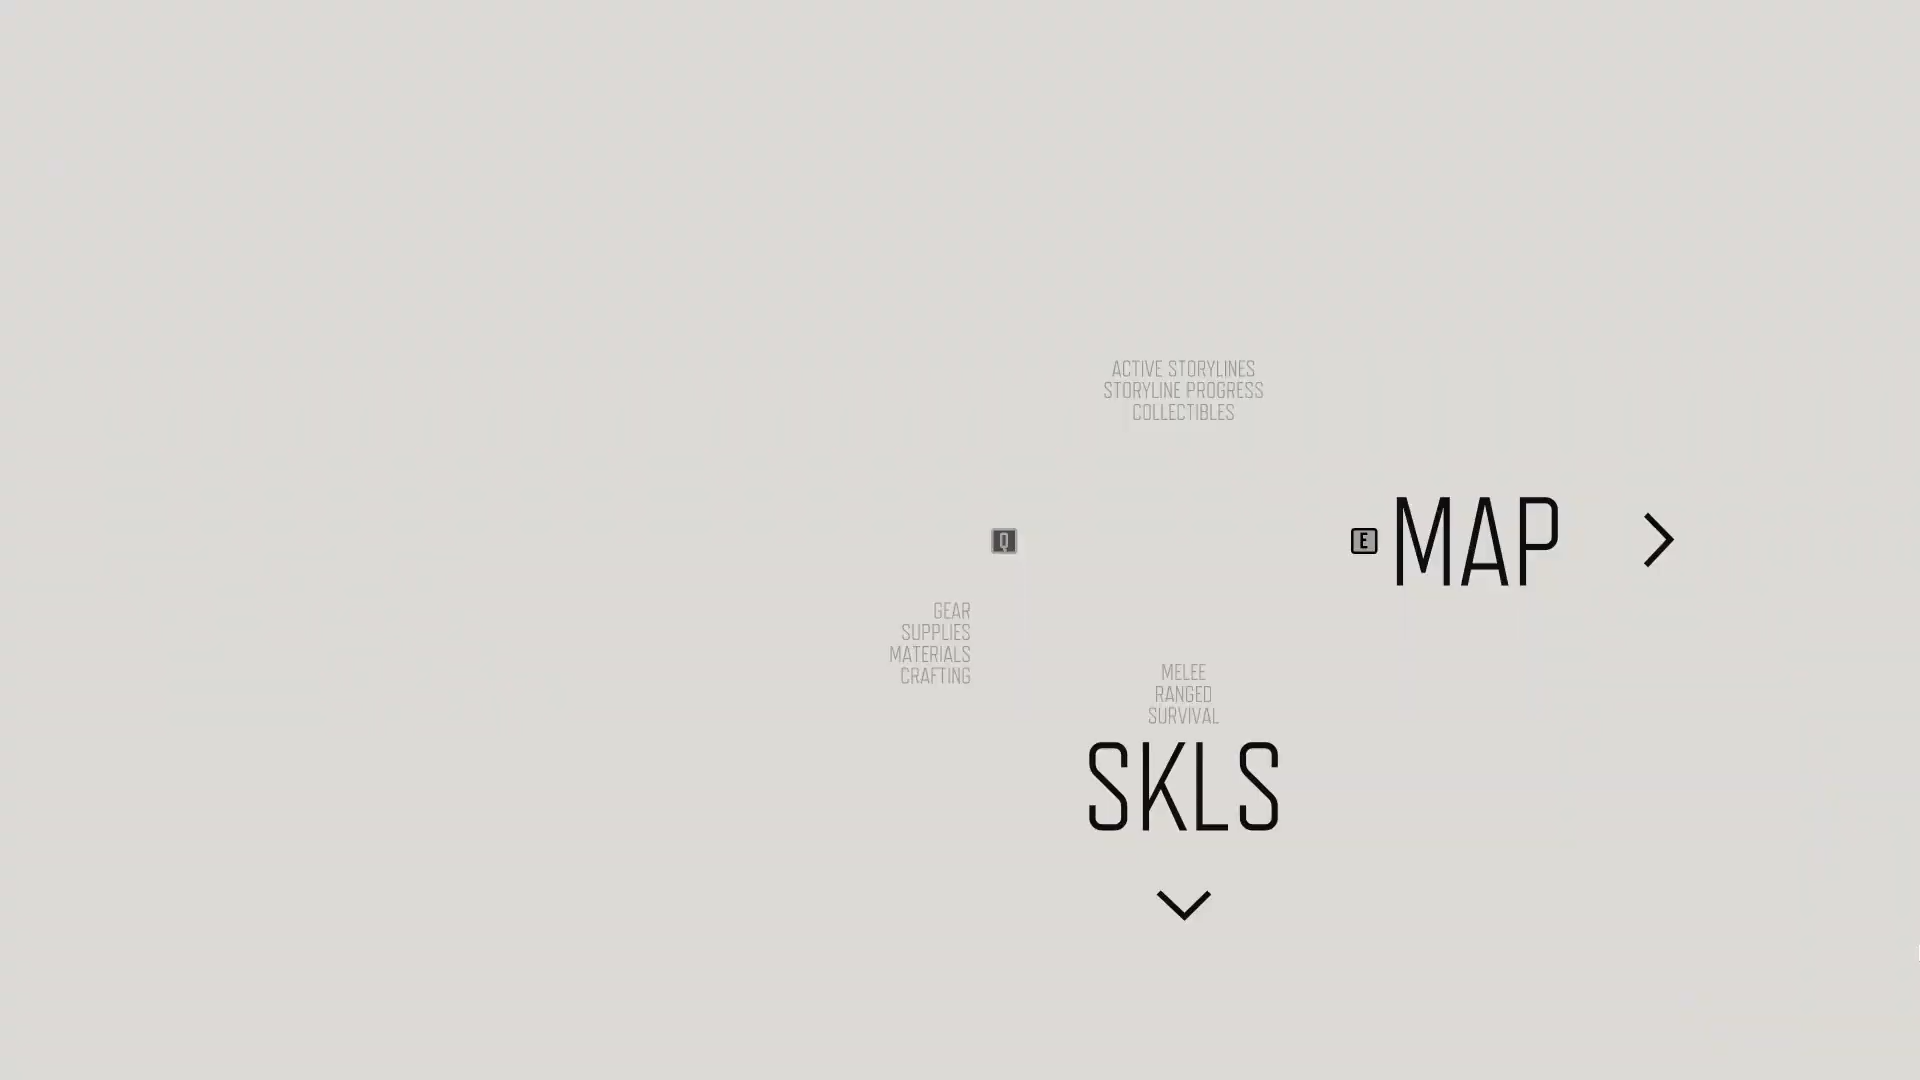 ACTIVE STORYLINES
STORYLINE PROGRESS
COLLECTIBLES
Q
E
MAP
GEAR
SUPPLIES
MATERIALS
CRAFTING
MELEE
RANGED
SURVIVAL
SKLS